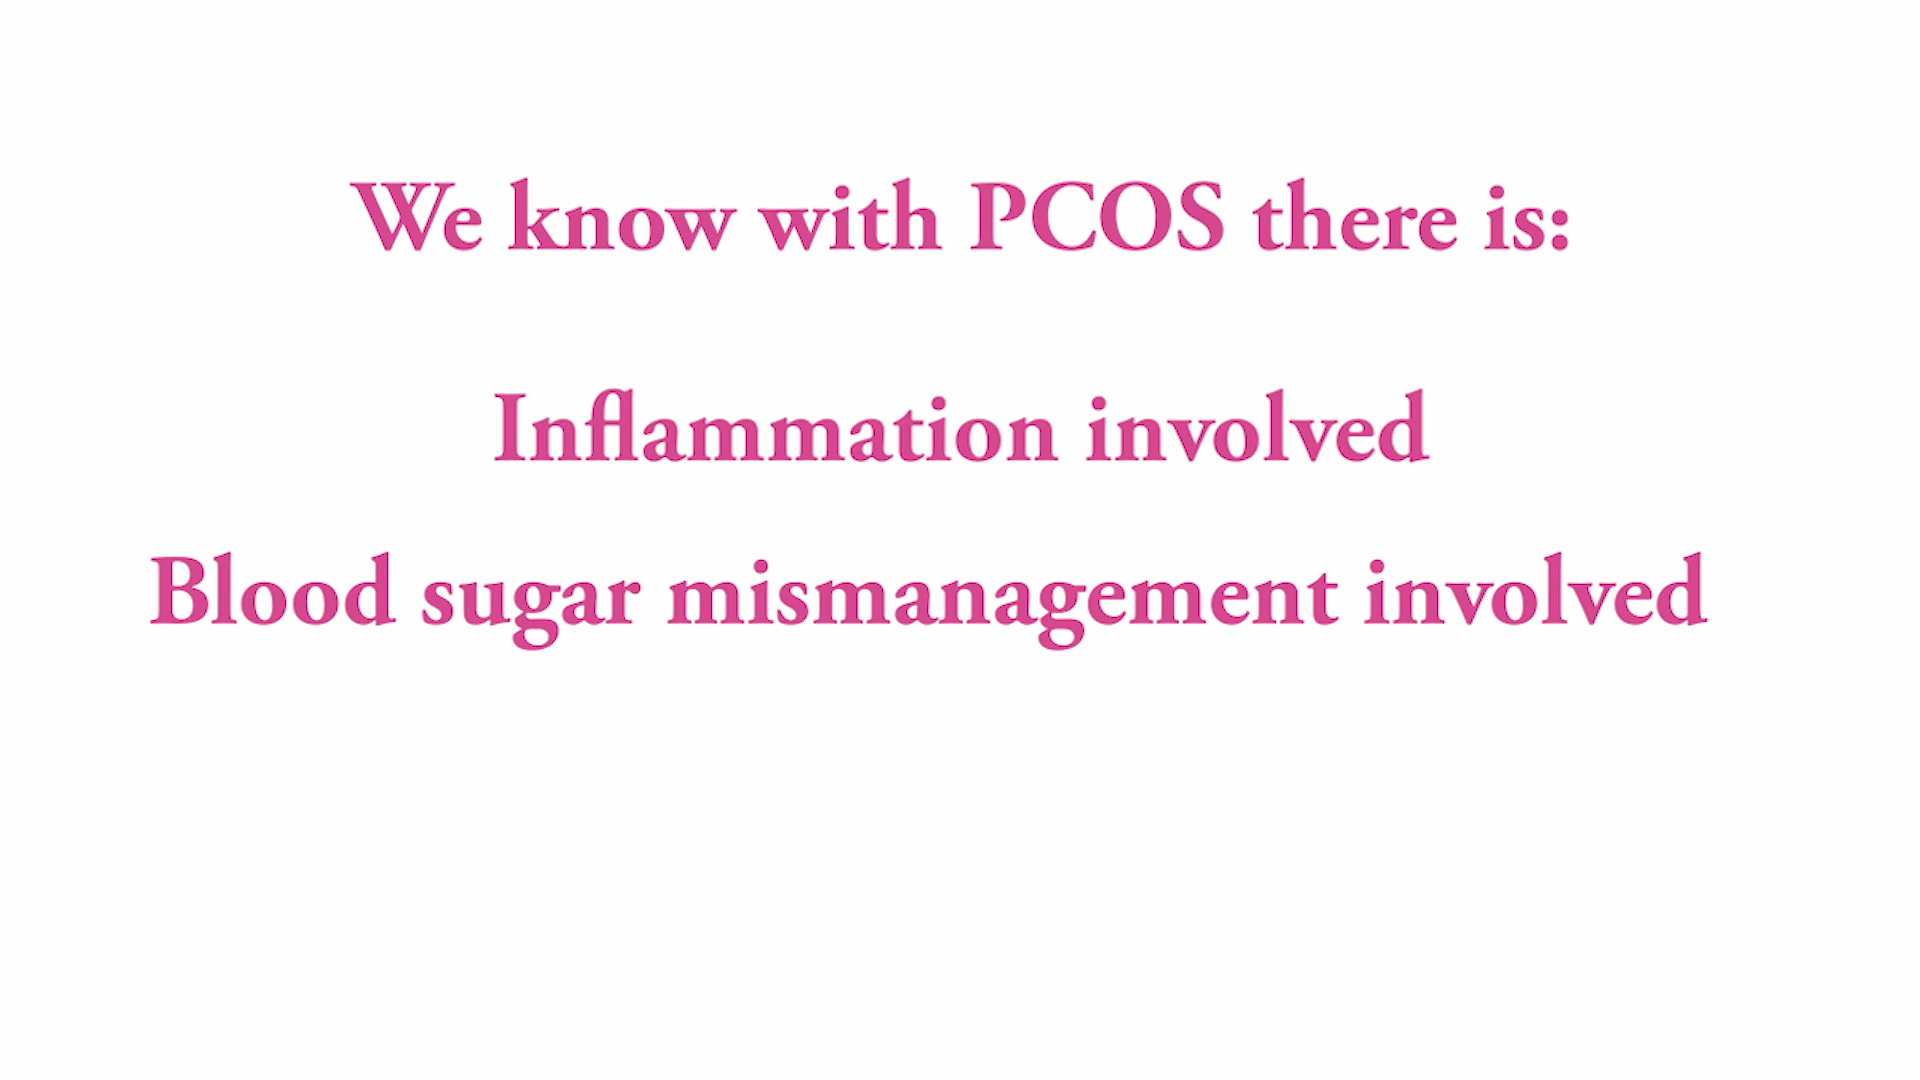 We know with PCOS there is:
Inflammation involved
Blood sugar mismanagement involved